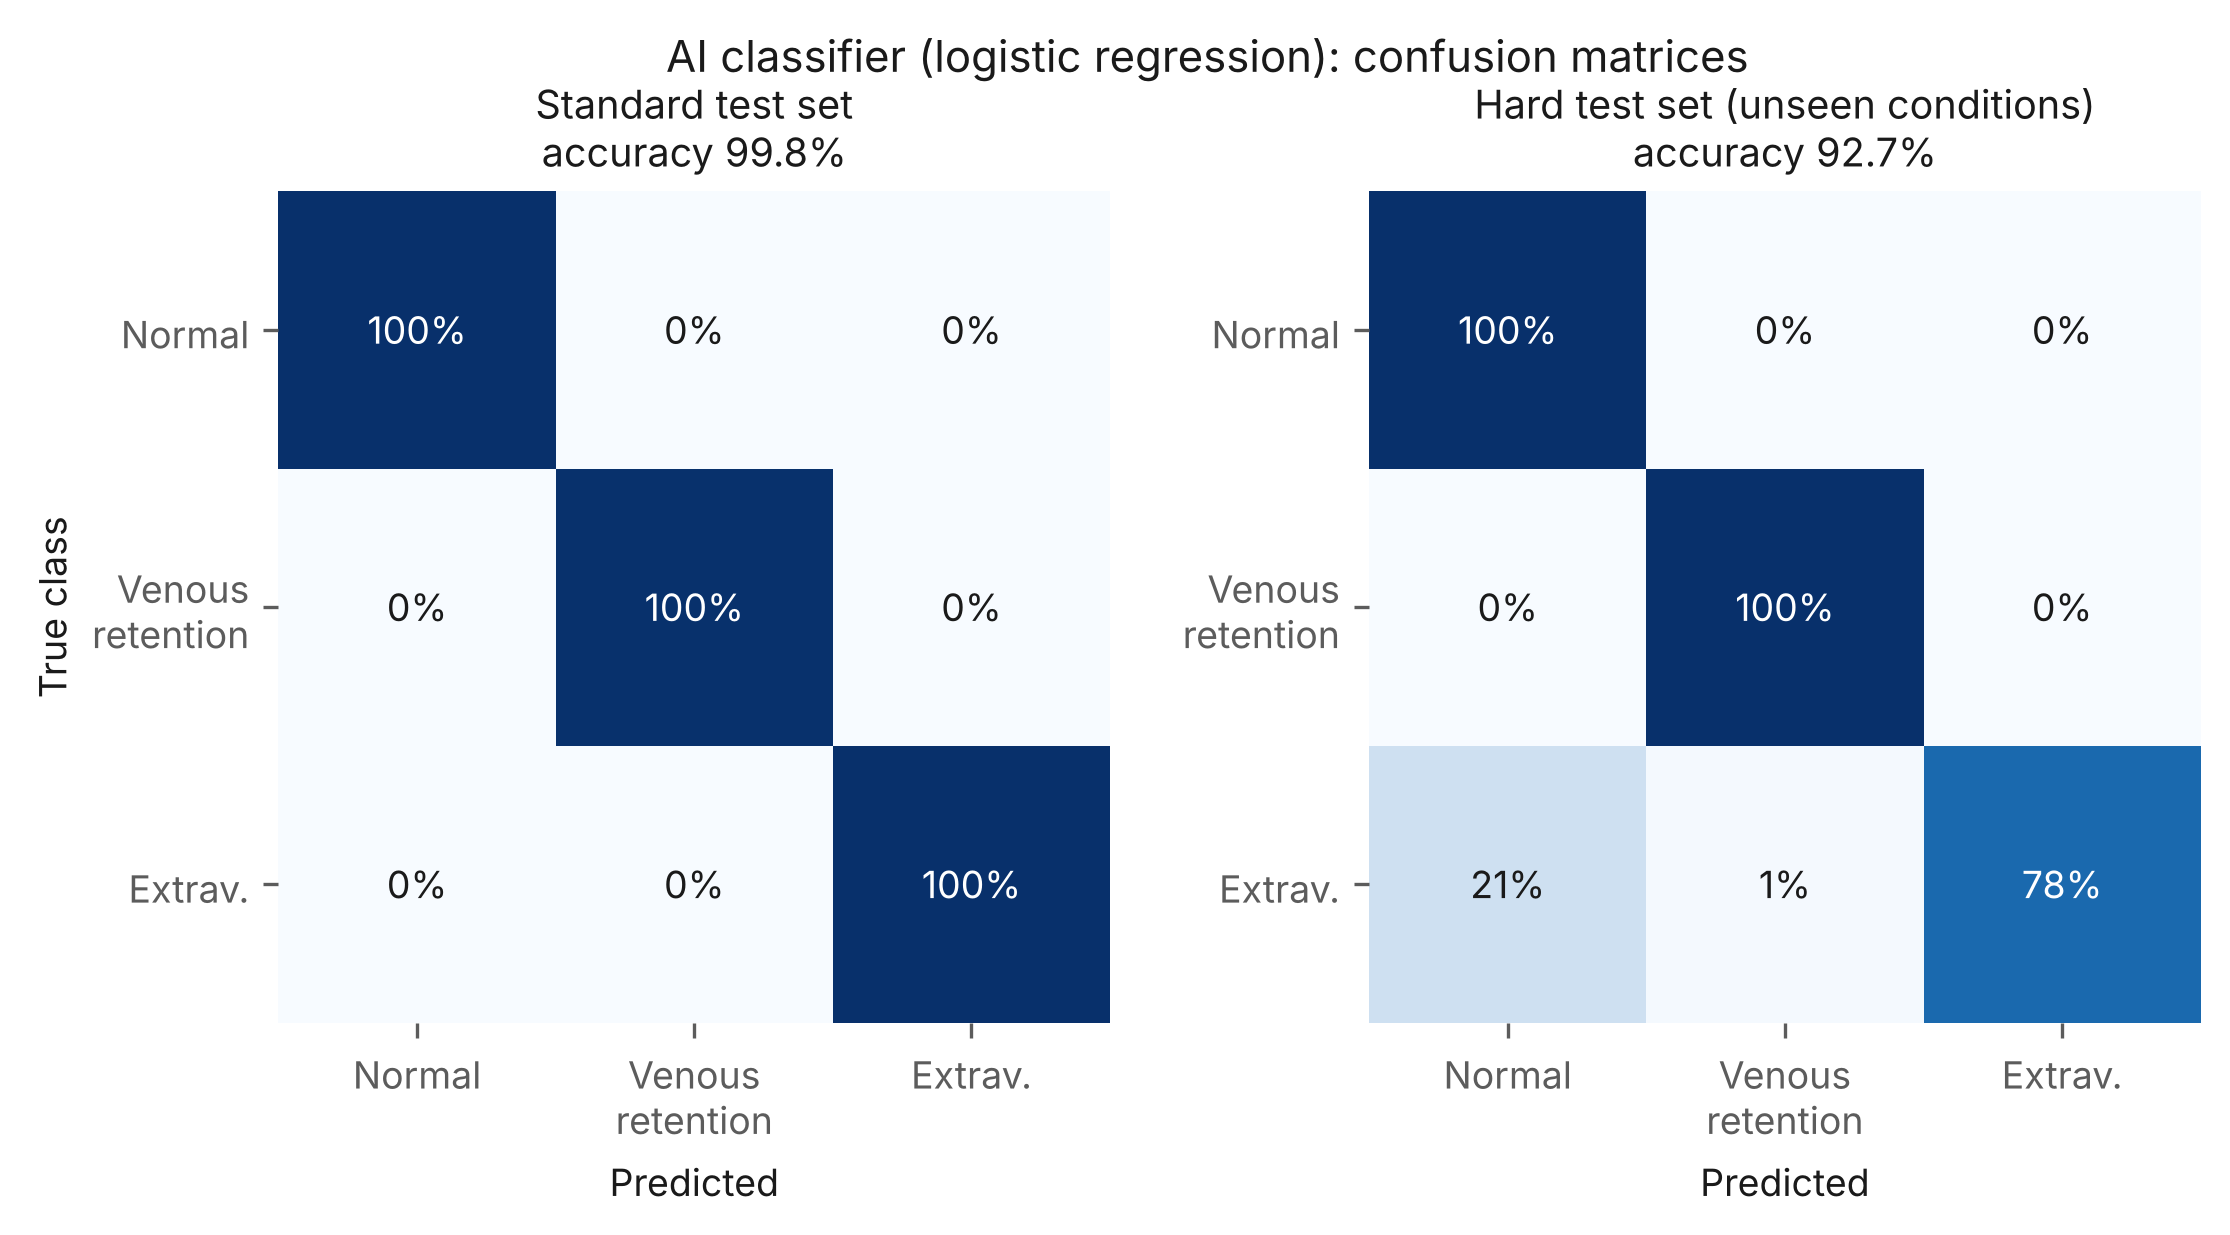 AI classifier (logistic regression): confusion matrices
Standard test set
accuracy 99.8%
True class
Normal
100%
0%
0%
Venous
retention
0%
100%
0%
Extrav.
0%
0%
100%
Normal
Venous
retention
Extrav.
Predicted
Hard test set (unseen conditions)
accuracy 92.7%
Normal
100%
0%
0%
Venous
retention
0%
100%
0%
Extrav.
21%
1%
78%
Normal
Venous
retention
Extrav.
Predicted